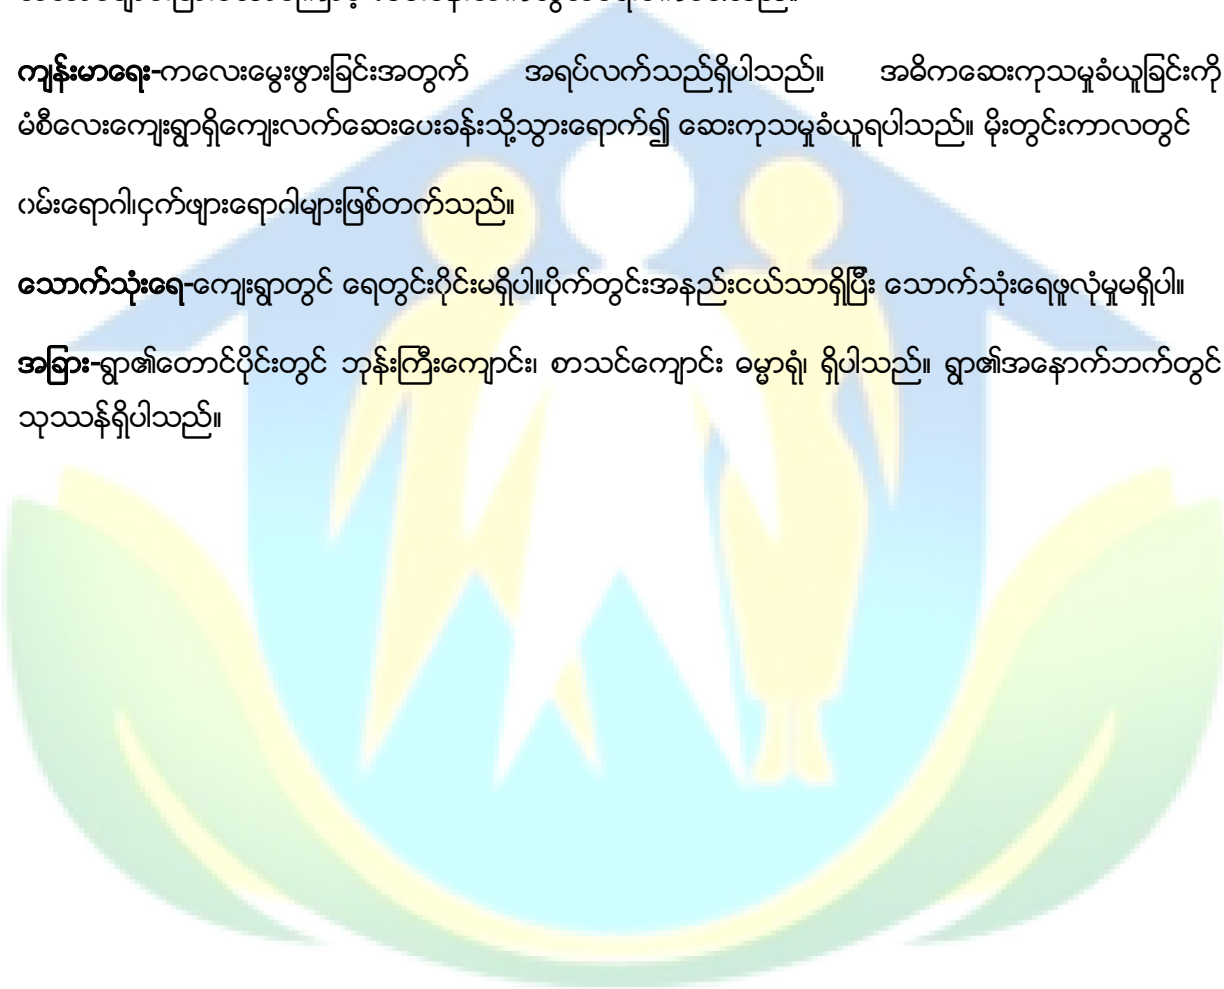 ကျန်းမာရေး-ကလေးမွေးဖွားခြင်းအတွက် အရပ်လက်သည်ရှိပါသည်။ အဓိကဆေးကုသမှုခံယူခြင်းကို
မံစီလေးကျေးရွာရှိကျေးလက်ဆေးပေးခန်းသို့သွားရောက်၍ ဆေးကုသမှုခံယူရပါသည်။ မိုးတွင်းကာလတွင်
ဝမ်းရောဂါ၊ငှက်ဖျားရောဂါများဖြစ်တက်သည်။
သောက်သုံးရေ-ကျေးရွာတွင် ရေတွင်းပိုင်းမရှိပါ။ပိုက်တွင်းအနည်းငယ်သာရှိပြီး သောက်သုံးရေဖူလုံမှုမရှိပါ။
အခြား-ရွာ၏တောင်ပိုင်းတွင် ဘုန်းကြီးကျောင်း၊ စာသင်ကျောင်း ဓမ္မာရုံ၊ ရှိပါသည်။ ရွာ၏အနောက်ဘက်တွင်
သုဿန်ရှိပါသည်။